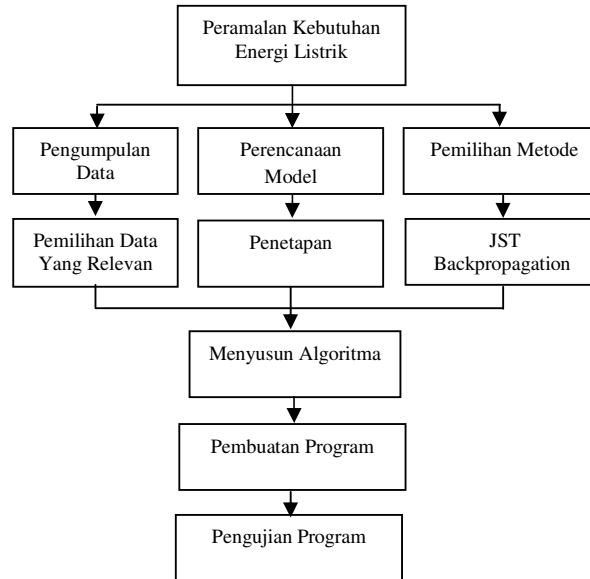 Peramalan Kebutuhan
Energi Listrik
Pengumpulan
Data
Perencanaan
Model
Pemilihan Metode
Pemilihan Data
Yang Relevan
Penetapan
JST
Backpropagation
Menyusun Algoritma
Pembuatan Program
Pengujian Program